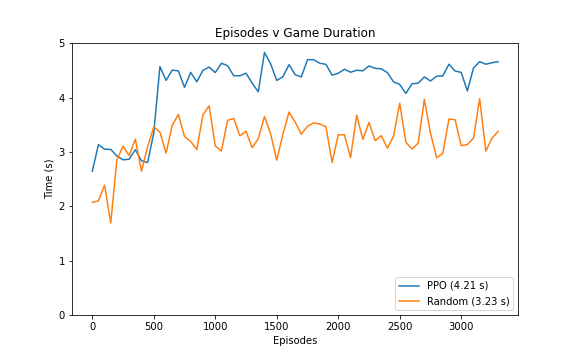 Episodes v Game Duration
5
4
3
2
1
0
Time (s)
0 500 1000 1500 2000 2500 3000
Episodes
PPO (4.21 s)
Random (3.23 s)